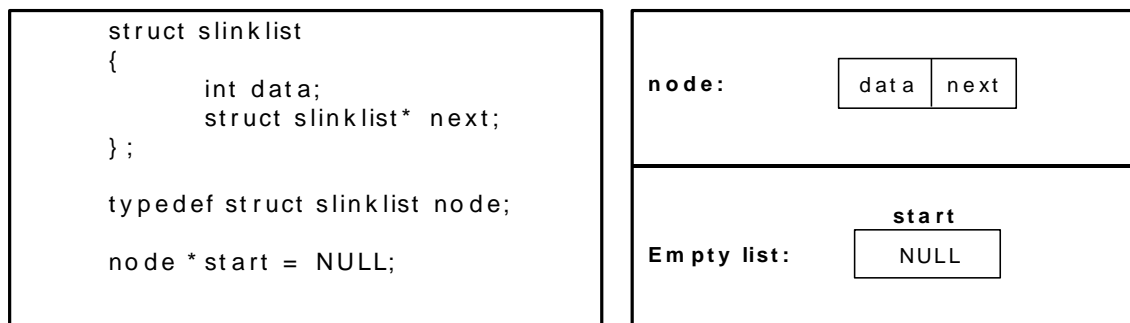 struct slinklist
{
int data;
struct slinklist* next;
};
typedef struct slinklist node;
node *start = NULL;
node:
data next
start
Empty list:
NULL